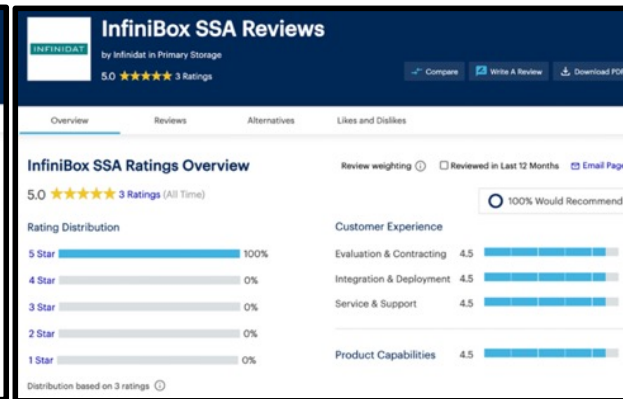 InfiniBox SSA Reviews
INFINIDAT
by Infinidat in Primary Storage
5.0 ★★★★★ 3 Ratings
Compare
Write A Review
Download PDF
Overview Reviews Alternatives Likes and Dislikes
InfiniBox SSA Ratings Overview
Review weighting
Reviewed in Last 12 Months
Email Page
5.0 ★★★★★ 3 Ratings (All Time)
100% Would Recommend
Rating Distribution
5 Star 100%
4 Star 0%
3 Star 0%
2 Star 0%
1 Star 0%
Distribution based on 3 ratings
Customer Experience
Evaluation & Contracting 4.5
Integration & Deployment 4.5
Service & Support 4.5
Product Capabilities 4.5